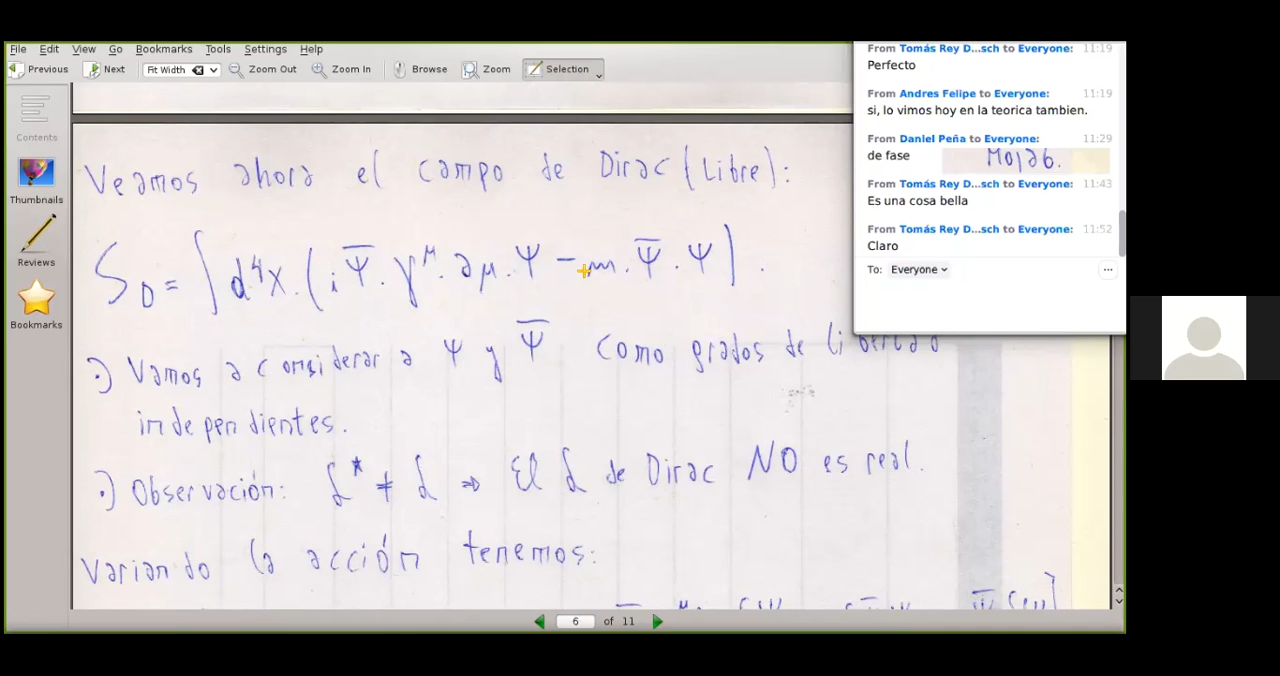 File Edit View Go Bookmarks Tools Settings Help
Previous Next Fit Width Zoom Out Zoom In Browse Zoom Selection
Contents
Thumbnails
Reviews
Bookmarks
Veamos ahora el campo de Dirac (Libre):
S_D = ∫ d⁴x . ( i Ψ̄ . γ^μ . ∂μ . Ψ − m . Ψ̄ . Ψ ) .
·) Vamos a considerar a Ψ y Ψ̄ como grados de libertad
independientes.
·) Observación: ℒ* ≠ ℒ ⇒ El ℒ de Dirac NO es real.
Variando la acción tenemos:
6 of 11
From Tomás Rey D...sch to Everyone: 11:19
Perfecto
From Andres Felipe to Everyone: 11:19
si, lo vimos hoy en la teorica tambien.
From Daniel Peña to Everyone: 11:29
de fase
From Tomás Rey D...sch to Everyone: 11:43
Es una cosa bella
From Tomás Rey D...sch to Everyone: 11:52
Claro
To: Everyone